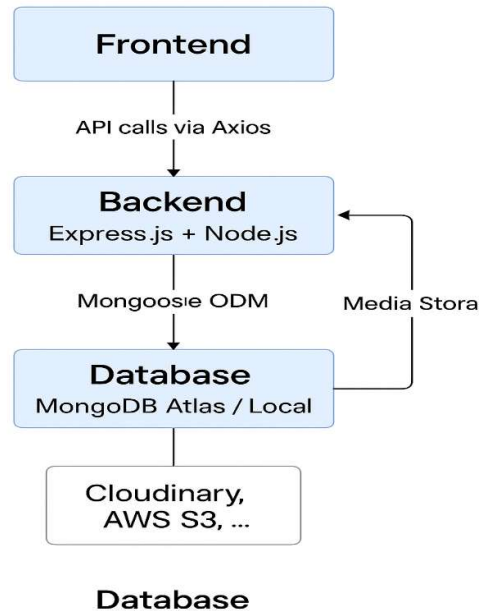 Frontend
API calls via Axios
Backend
Express.js + Node.js
Mongoosıe ODM
Media Stora
Database
MongoDB Atlas / Local
Cloudinary,
AWS S3, ...
Database